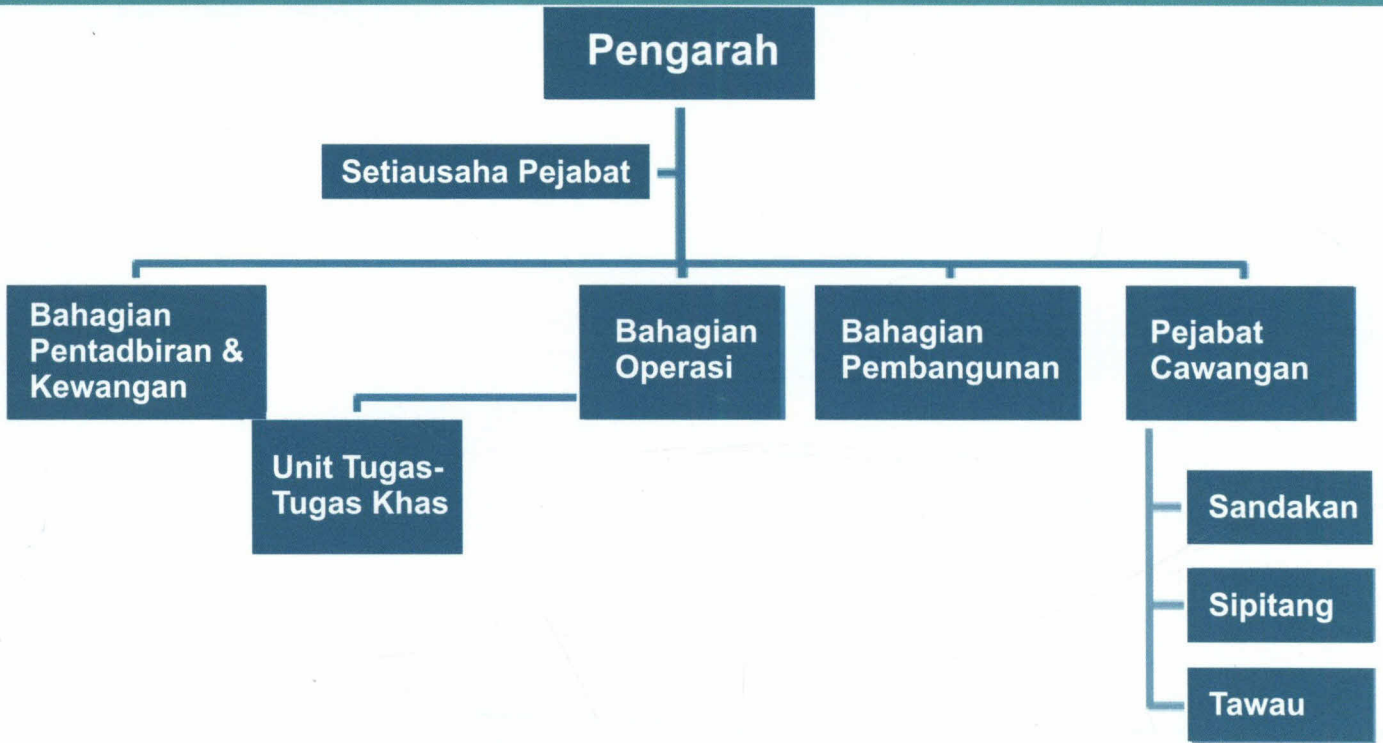 Pengarah
Setiausaha Pejabat
Bahagian
Pentadbiran &
Kewangan
Bahagian
Operasi
Bahagian
Pembangunan
Pejabat
Cawangan
Unit Tugas-
Tugas Khas
Sandakan
Sipitang
Tawau